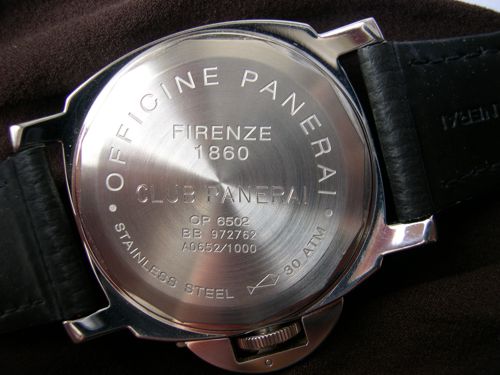 • OFFICINE PANERAI •
FIRENZE
1860
CLUB PANERAI
OP 6502
BB 972762
A0652/1000
STAINLESS STEEL 30 ATM